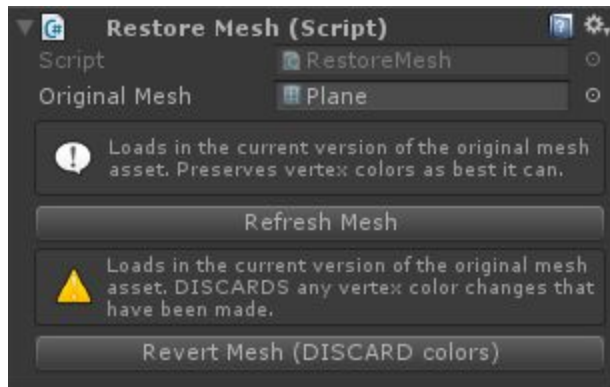 Restore Mesh (Script)
Script RestoreMesh
Original Mesh Plane
Loads in the current version of the original mesh
asset. Preserves vertex colors as best it can.
Refresh Mesh
Loads in the current version of the original mesh
asset. DISCARDS any vertex color changes that
have been made.
Revert Mesh (DISCARD colors)